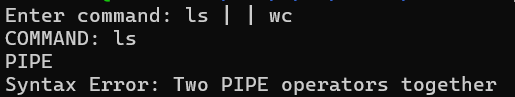 Enter command: ls | | wc
COMMAND: ls
PIPE
Syntax Error: Two PIPE operators together